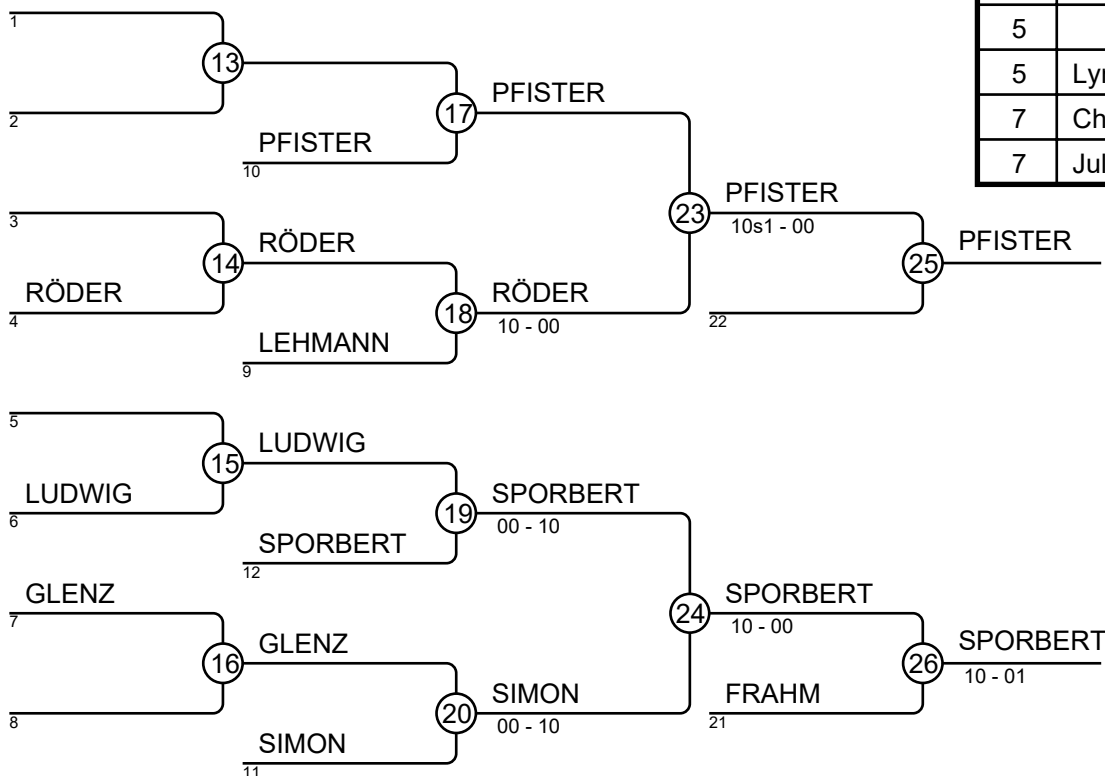 1
13
2
17
PFISTER
PFISTER
10
5
5
7
7
3
14
RÖDER
RÖDER
4
18
RÖDER
10 - 00
LEHMANN
9
23
PFISTER
10s1 - 00
25
PFISTER
22
5
15
LUDWIG
LUDWIG
6
19
SPORBERT
00 - 10
SPORBERT
12
GLENZ
7
16
GLENZ
8
20
SIMON
00 - 10
SIMON
11
24
SPORBERT
10 - 00
26
SPORBERT
10 - 01
FRAHM
21